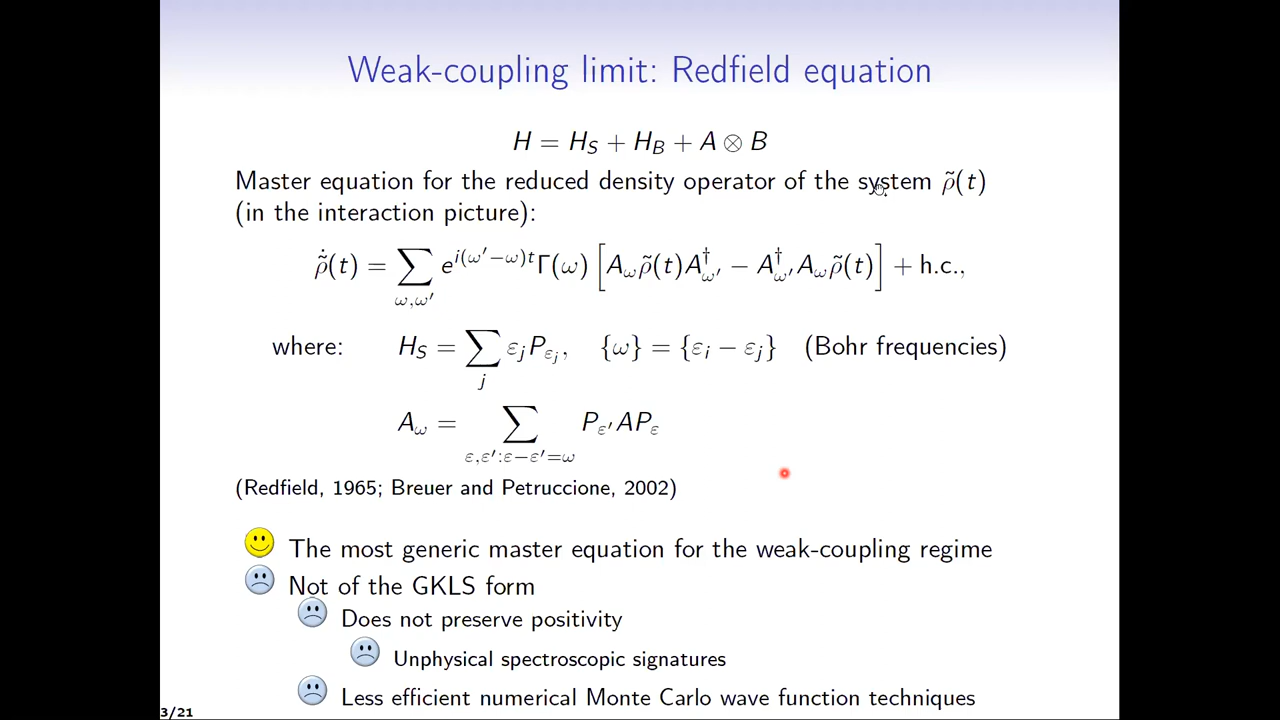 Weak-coupling limit: Redfield equation
H = H_S + H_B + A ⊗ B
Master equation for the reduced density operator of the system ρ̃(t)
(in the interaction picture):
ρ̃̇(t) = ∑_{ω,ω′} e^{i(ω′−ω)t} Γ(ω) [A_ω ρ̃(t) A†_{ω′} − A†_{ω′} A_ω ρ̃(t)] + h.c.,
where: H_S = ∑_j ε_j P_{ε_j}, {ω} = {ε_i − ε_j} (Bohr frequencies)
A_ω = ∑_{ε,ε′:ε−ε′=ω} P_{ε′} A P_ε
(Redfield, 1965; Breuer and Petruccione, 2002)
The most generic master equation for the weak-coupling regime
Not of the GKLS form
Does not preserve positivity
Unphysical spectroscopic signatures
Less efficient numerical Monte Carlo wave function techniques
3/21